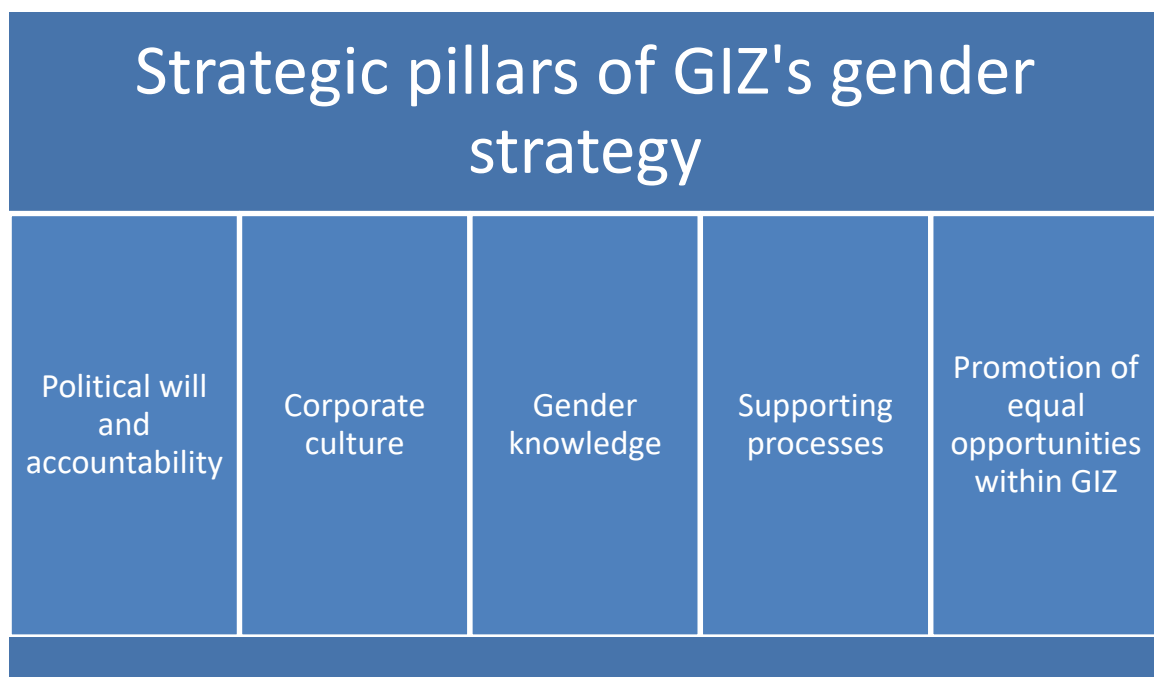 Strategic pillars of GIZ's gender
strategy
Political will
and
accountability
Corporate
culture
Gender
knowledge
Supporting
processes
Promotion of
equal
opportunities
within GIZ